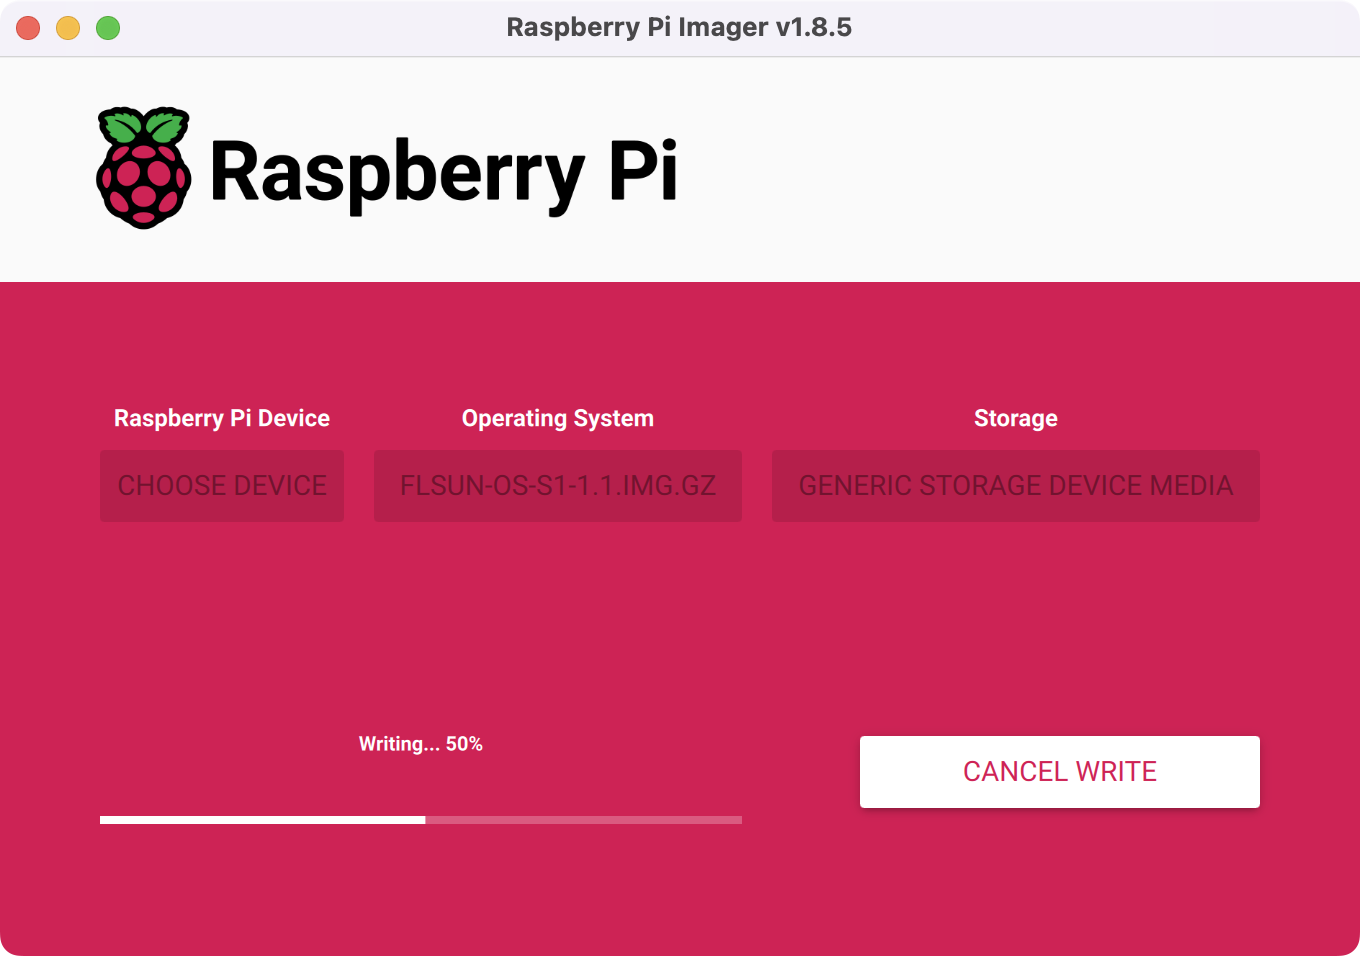 Raspberry Pi Imager v1.8.5
Raspberry Pi
Raspberry Pi Device
Operating System
Storage
CHOOSE DEVICE
FLSUN-OS-S1-1.1.IMG.GZ
GENERIC STORAGE DEVICE MEDIA
Writing... 50%
CANCEL WRITE